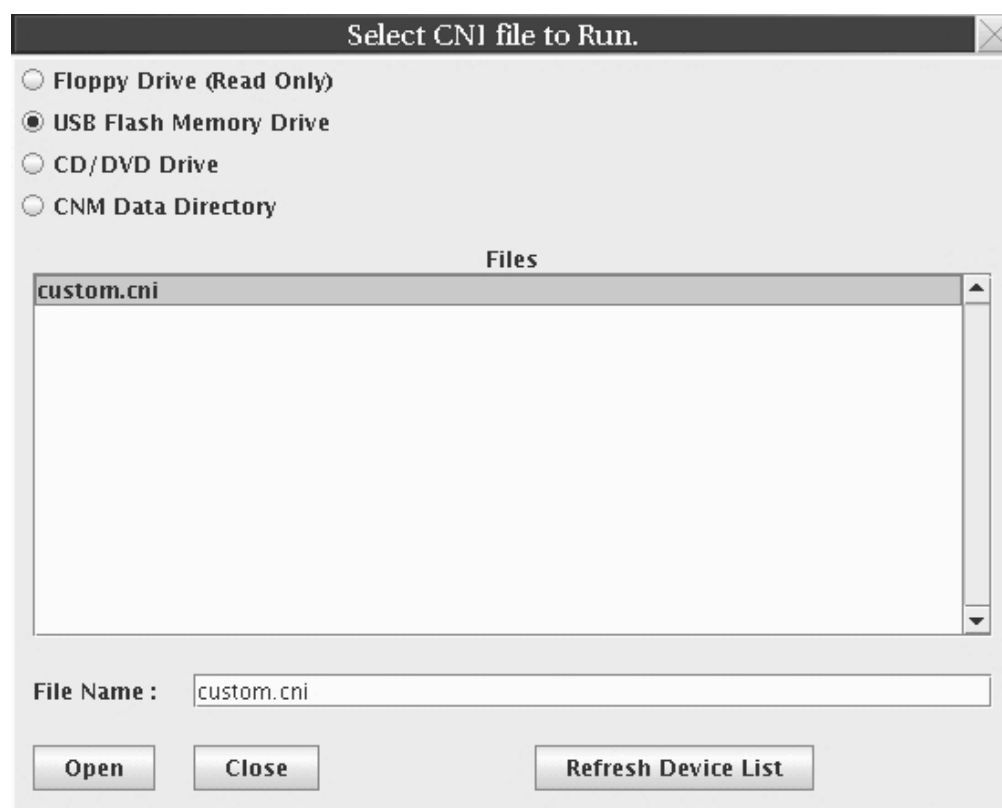 Select CNI file to Run.
Floppy Drive (Read Only)
USB Flash Memory Drive
CD/DVD Drive
CNM Data Directory
Files
custom.cni
File Name : custom.cni
Open Close Refresh Device List